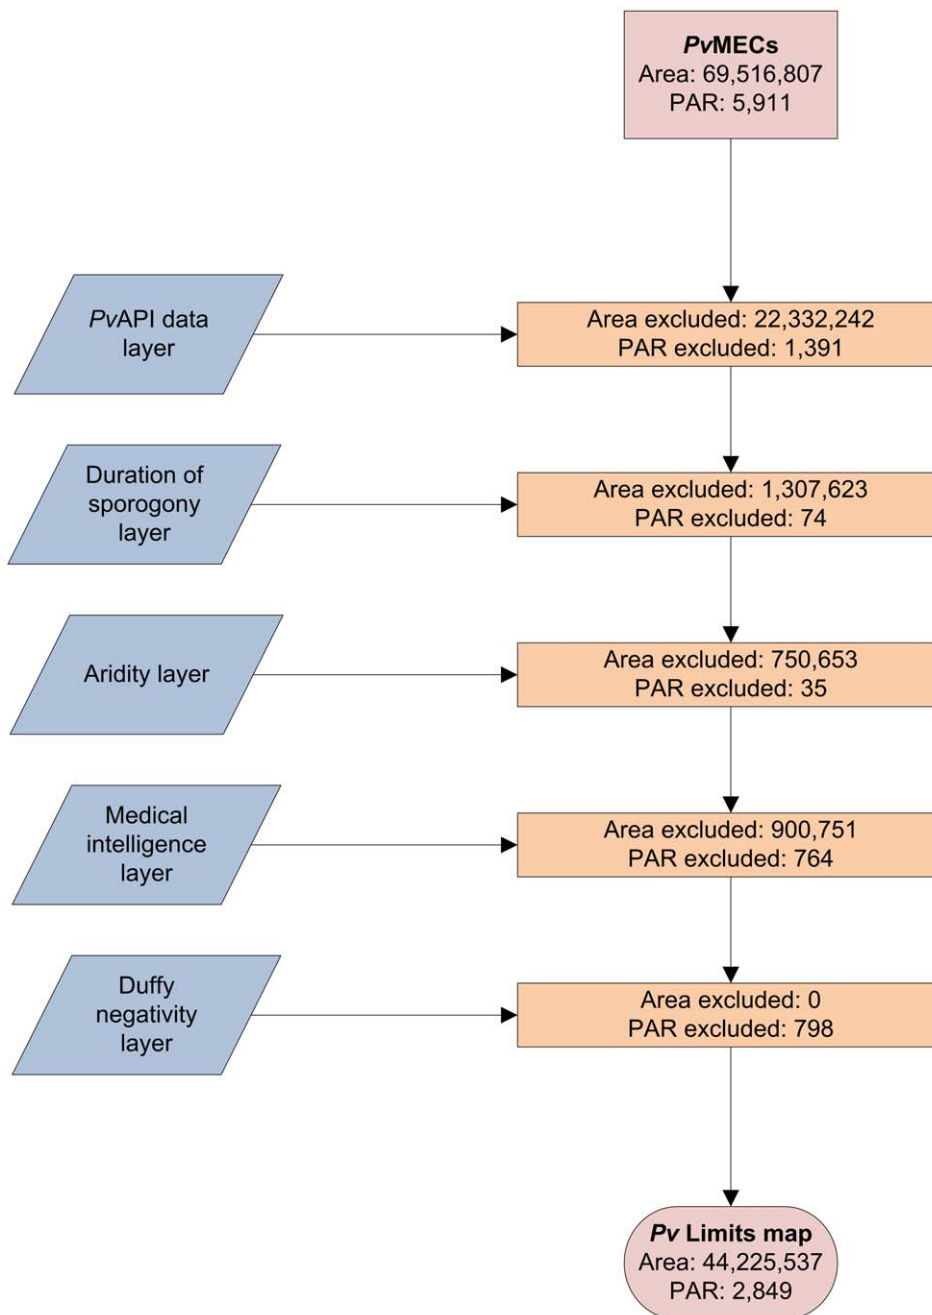 PvMECs
Area: 69,516,807
PAR: 5,911
PvAPI data
layer
Area excluded: 22,332,242
PAR excluded: 1,391
Duration of
sporogony
layer
Area excluded: 1,307,623
PAR excluded: 74
Aridity layer
Area excluded: 750,653
PAR excluded: 35
Medical
intelligence
layer
Area excluded: 900,751
PAR excluded: 764
Duffy
negativity
layer
Area excluded: 0
PAR excluded: 798
Pv Limits map
Area: 44,225,537
PAR: 2,849